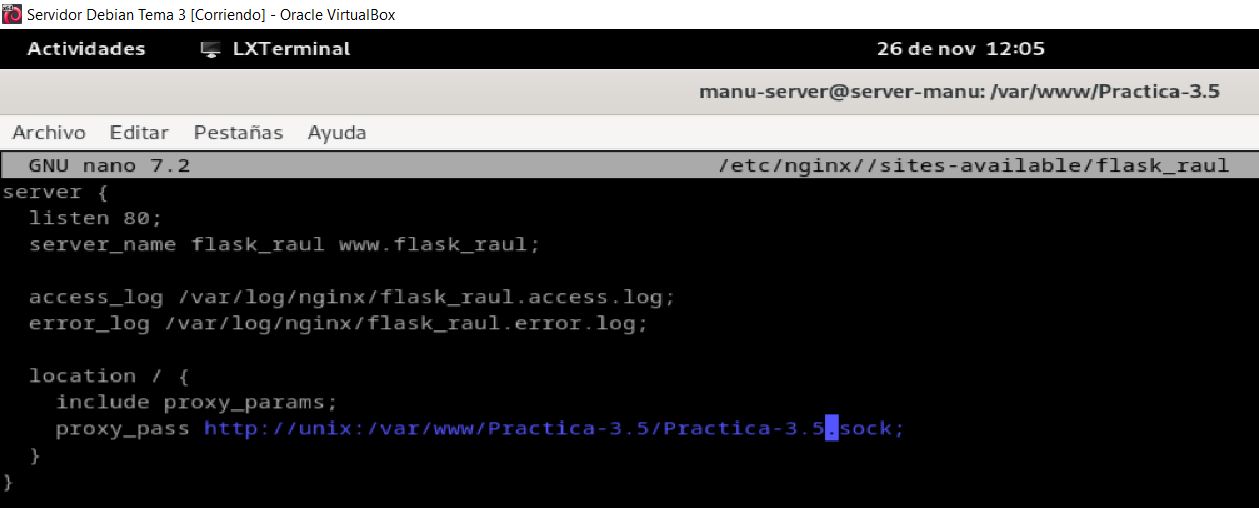 Servidor Debian Tema 3 [Corriendo] - Oracle VirtualBox
Actividades LXTerminal 26 de nov 12:05
manu-server@server-manu: /var/www/Practica-3.5
Archivo Editar Pestañas Ayuda
GNU nano 7.2 /etc/nginx//sites-available/flask_raul
server {
  listen 80;
  server_name flask_raul www.flask_raul;
  access_log /var/log/nginx/flask_raul.access.log;
  error_log /var/log/nginx/flask_raul.error.log;
  location / {
    include proxy_params;
    proxy_pass http://unix:/var/www/Practica-3.5/Practica-3.5.sock;
  }
}